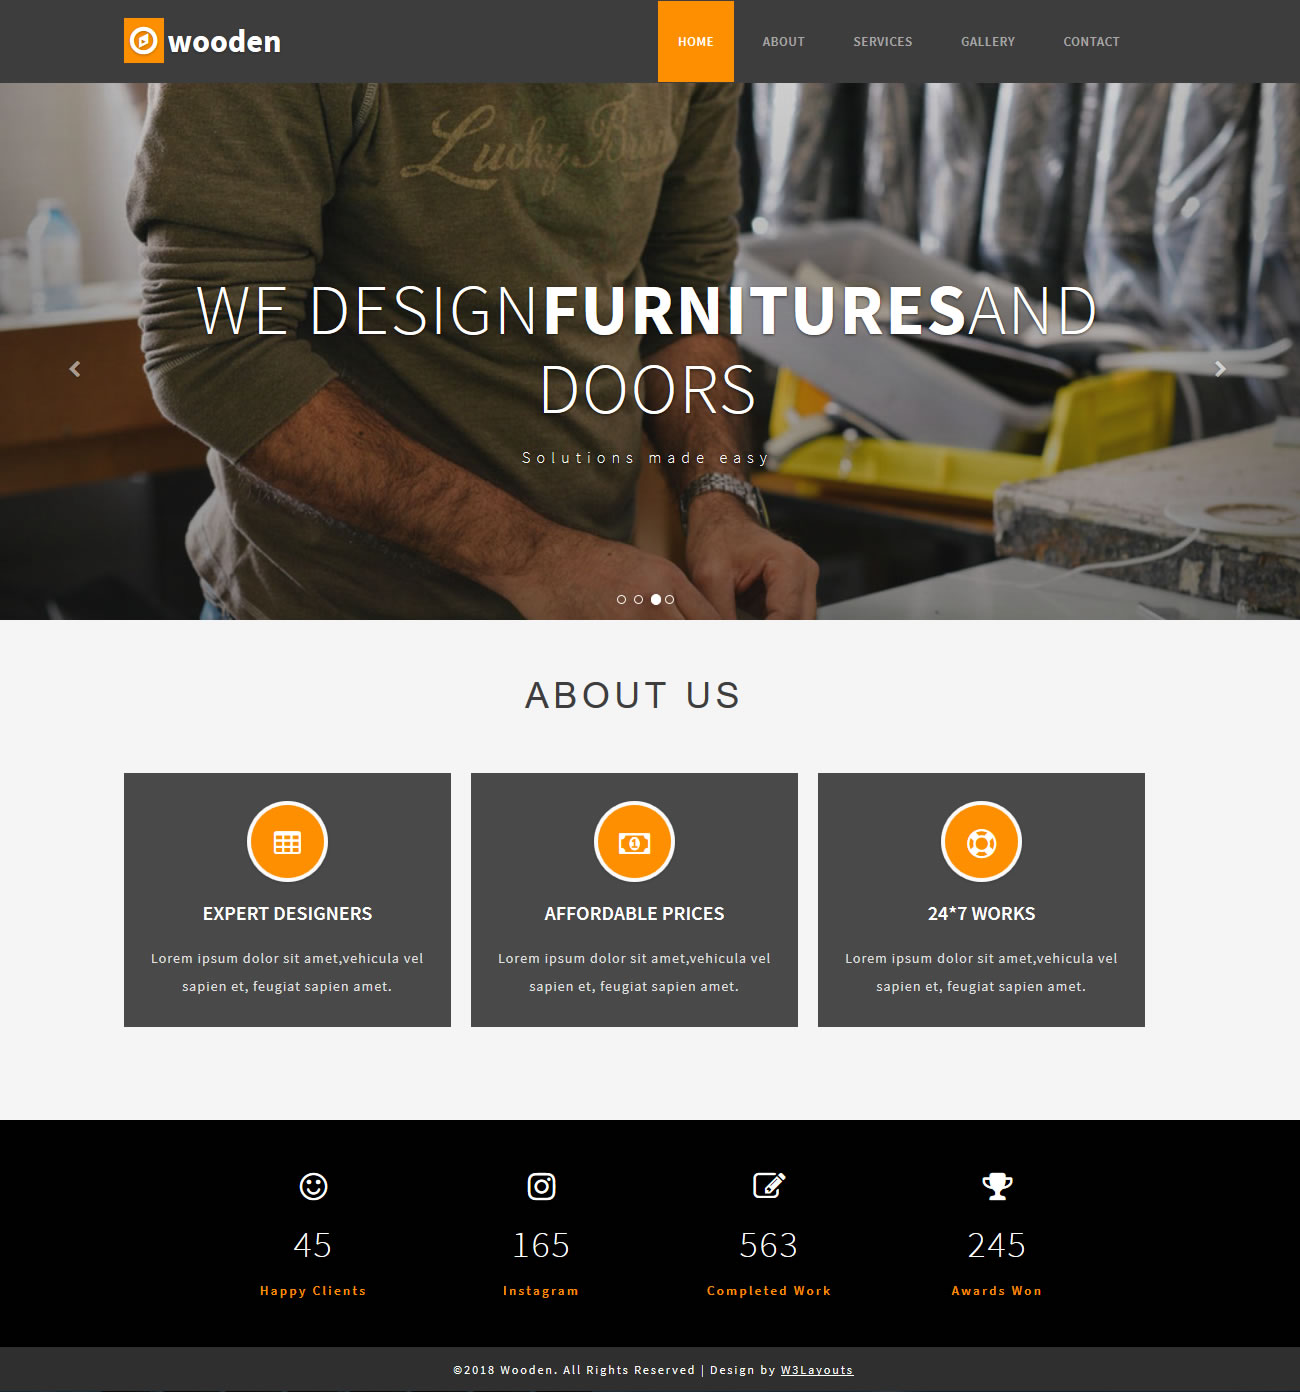 wooden
HOME ABOUT SERVICES GALLERY CONTACT
Lucky
WE DESIGNFURNITURESAND
DOORS
Solutions made easy
ABOUT US
EXPERT DESIGNERS
Lorem ipsum dolor sit amet,vehicula vel
sapien et, feugiat sapien amet.
AFFORDABLE PRICES
Lorem ipsum dolor sit amet,vehicula vel
sapien et, feugiat sapien amet.
24*7 WORKS
Lorem ipsum dolor sit amet,vehicula vel
sapien et, feugiat sapien amet.
45
Happy Clients
165
Instagram
563
Completed Work
245
Awards Won
©2018 Wooden. All Rights Reserved | Design by W3Layouts